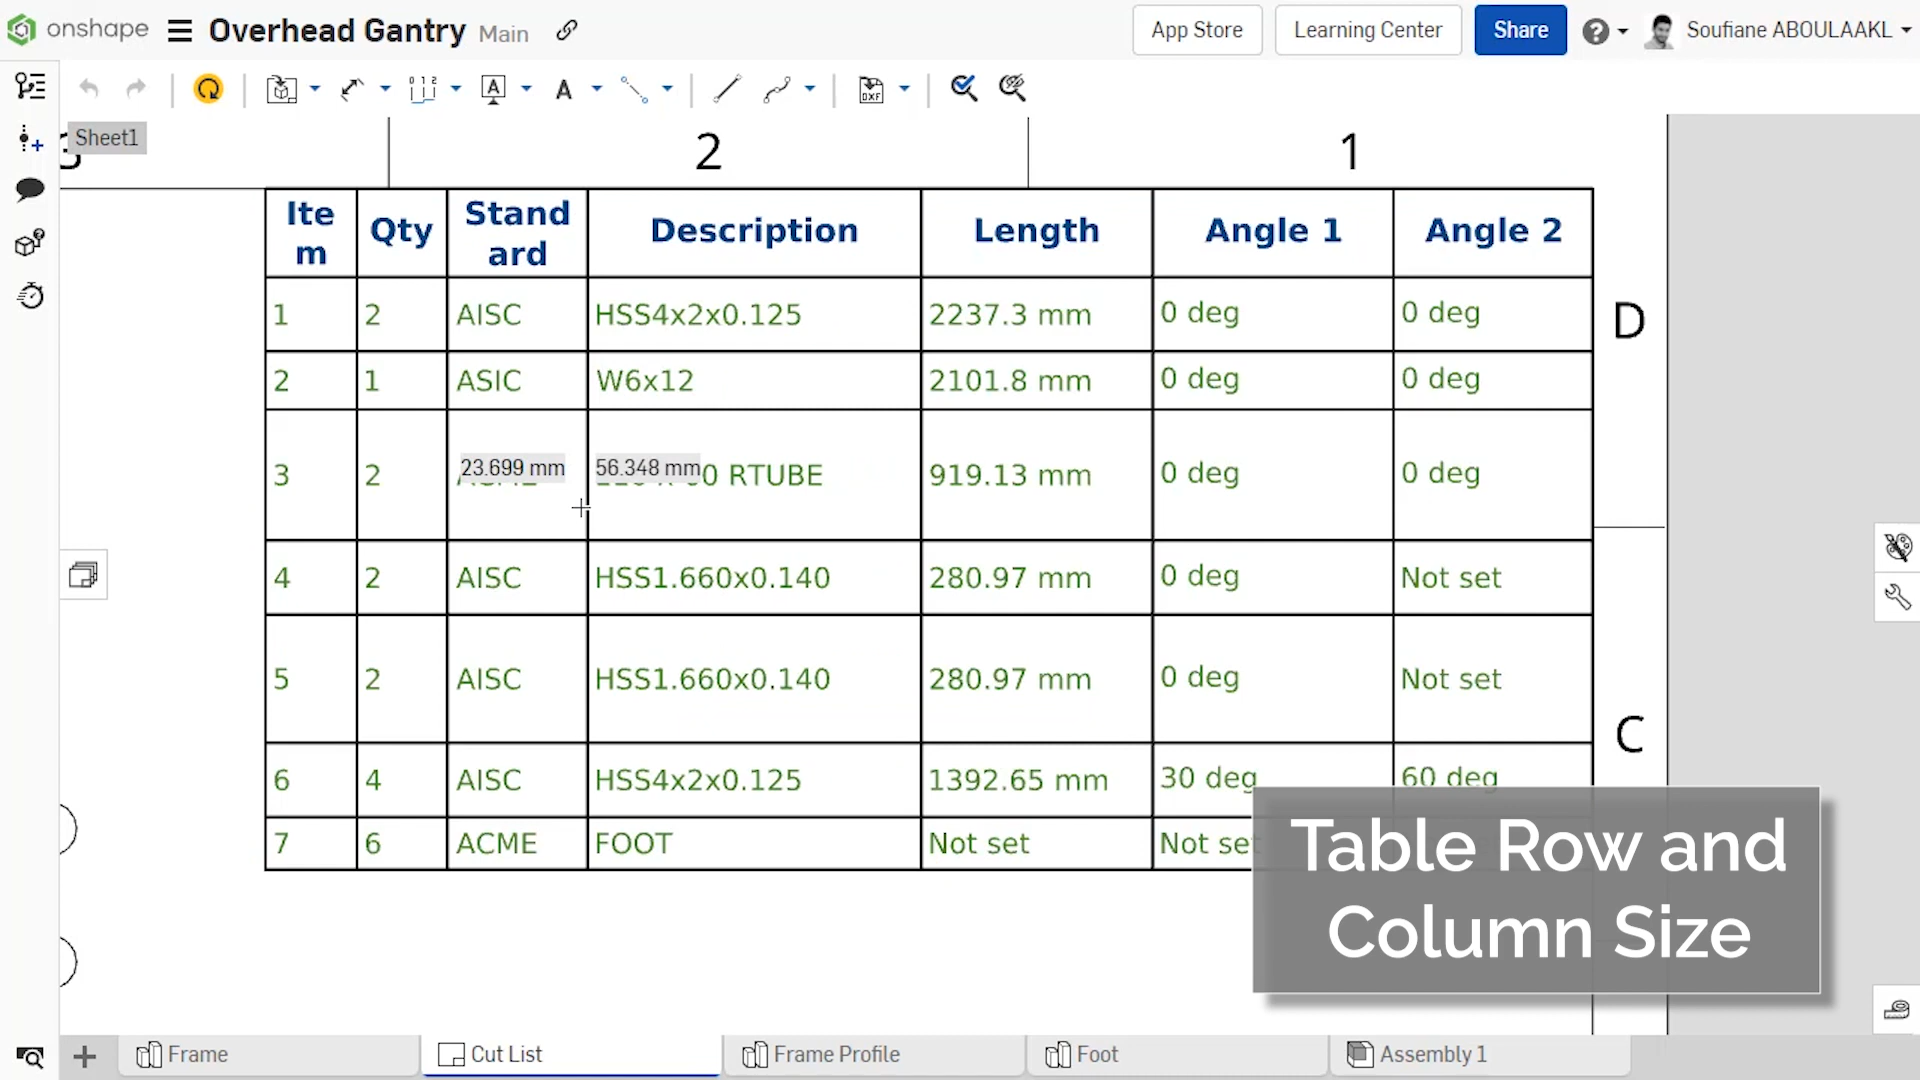 onshape Overhead Gantry Main App Store Learning Center Share Soufiane ABOULAAKL
DXF
Sheet1
3 2 1
Item Qty Standard Description Length Angle 1 Angle 2
1 2 AISC HSS4x2x0.125 2237.3 mm 0 deg 0 deg
D
2 1 ASIC W6x12 2101.8 mm 0 deg 0 deg
3 2 23.699 mm 56.348 mm 0 RTUBE 919.13 mm 0 deg 0 deg
4 2 AISC HSS1.660x0.140 280.97 mm 0 deg Not set
5 2 AISC HSS1.660x0.140 280.97 mm 0 deg Not set
C
6 4 AISC HSS4x2x0.125 1392.65 mm 30 deg 60 deg
7 6 ACME FOOT Not set Not set
Table Row and
Column Size
Frame Cut List Frame Profile Foot Assembly 1